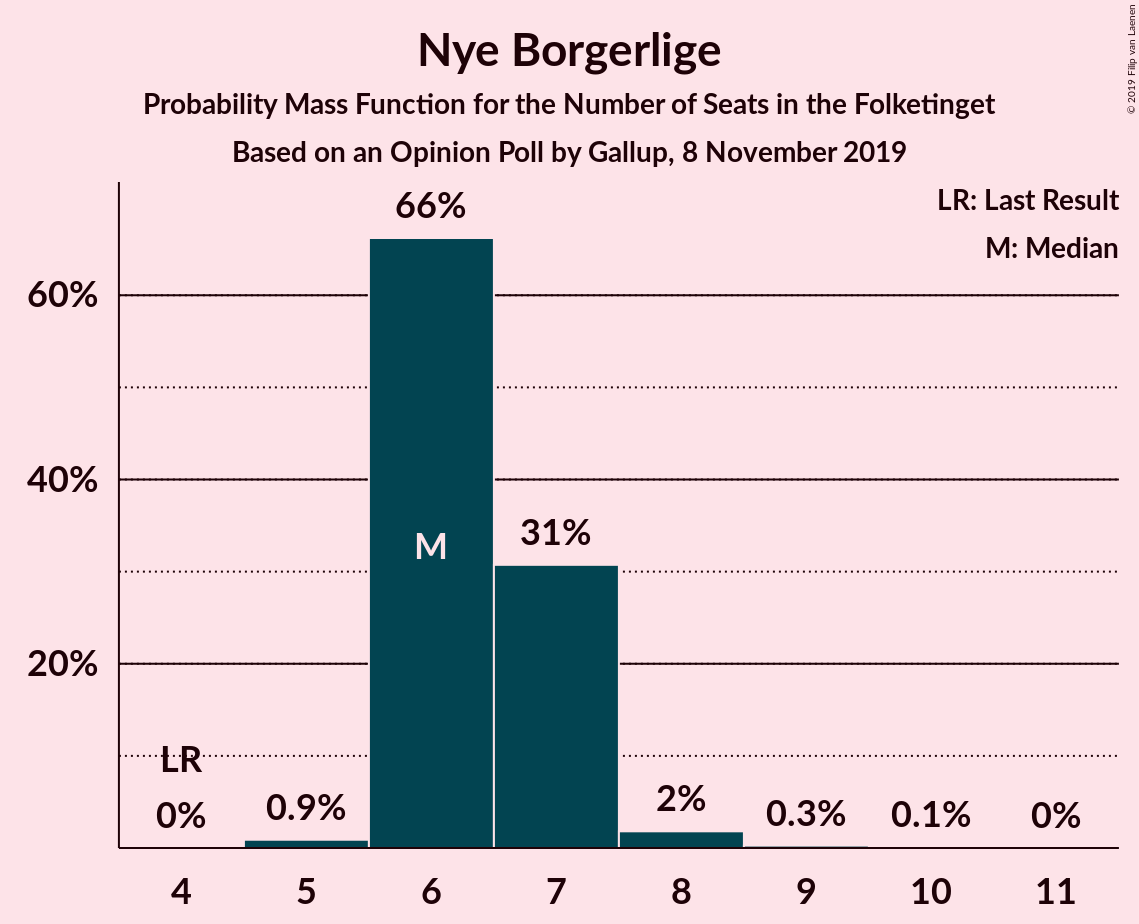 © 2019 Filip van Laenen
Nye Borgerlige
Probability Mass Function for the Number of Seats in the Folketinget
Based on an Opinion Poll by Gallup, 8 November 2019
LR: Last Result
M: Median
66%
60%
40%
31%
M
20%
LR
0% 0.9% 2% 0.3% 0.1% 0%
4 5 6 7 8 9 10 11